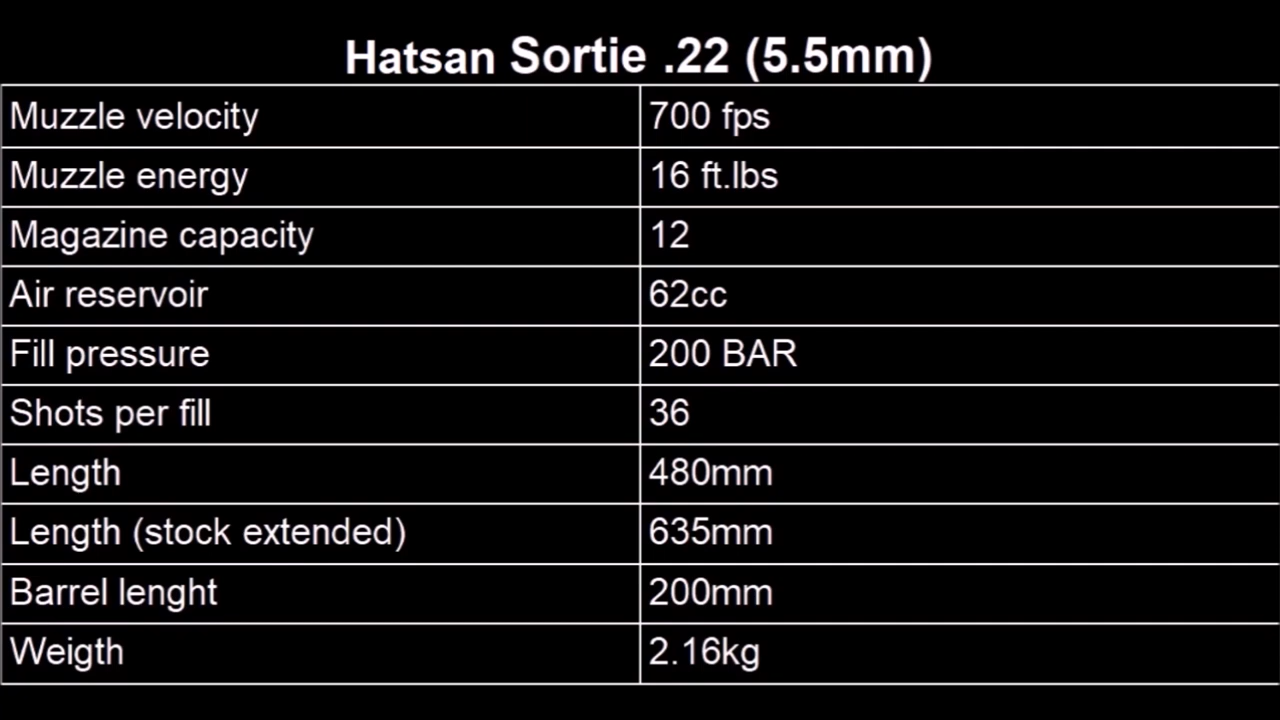 Hatsan Sortie .22 (5.5mm)
Muzzle velocity 700 fps
Muzzle energy 16 ft.lbs
Magazine capacity 12
Air reservoir 62cc
Fill pressure 200 BAR
Shots per fill 36
Length 480mm
Length (stock extended) 635mm
Barrel lenght 200mm
Weigth 2.16kg